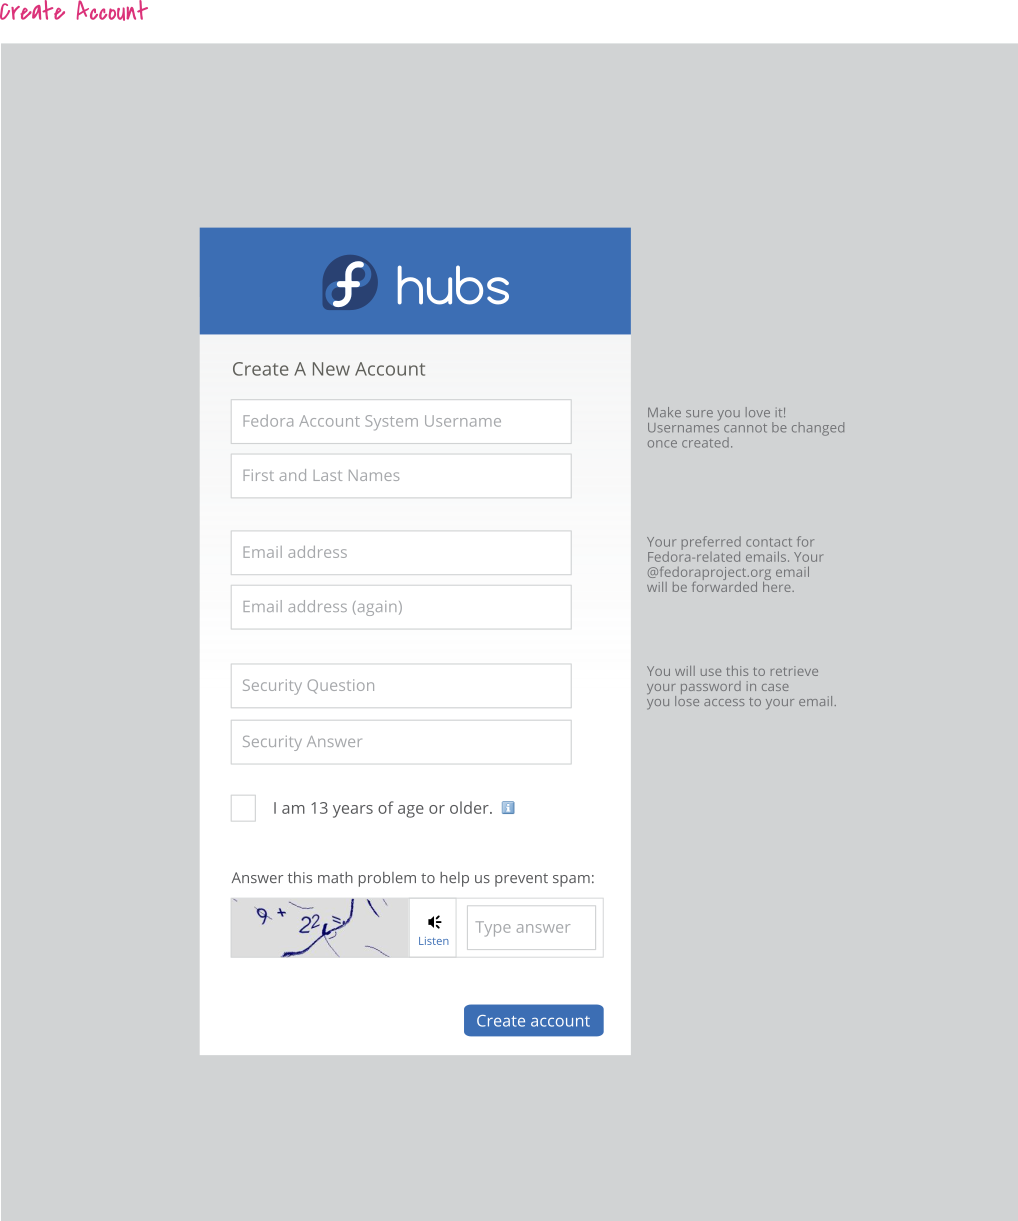 Create Account
hubs
Create A New Account
Fedora Account System Username
Make sure you love it!
Usernames cannot be changed
once created.
First and Last Names
Email address
Your preferred contact for
Fedora-related emails. Your
@fedoraproject.org email
will be forwarded here.
Email address (again)
Security Question
You will use this to retrieve
your password in case
you lose access to your email.
Security Answer
I am 13 years of age or older.
Answer this math problem to help us prevent spam:
Listen
Type answer
Create account